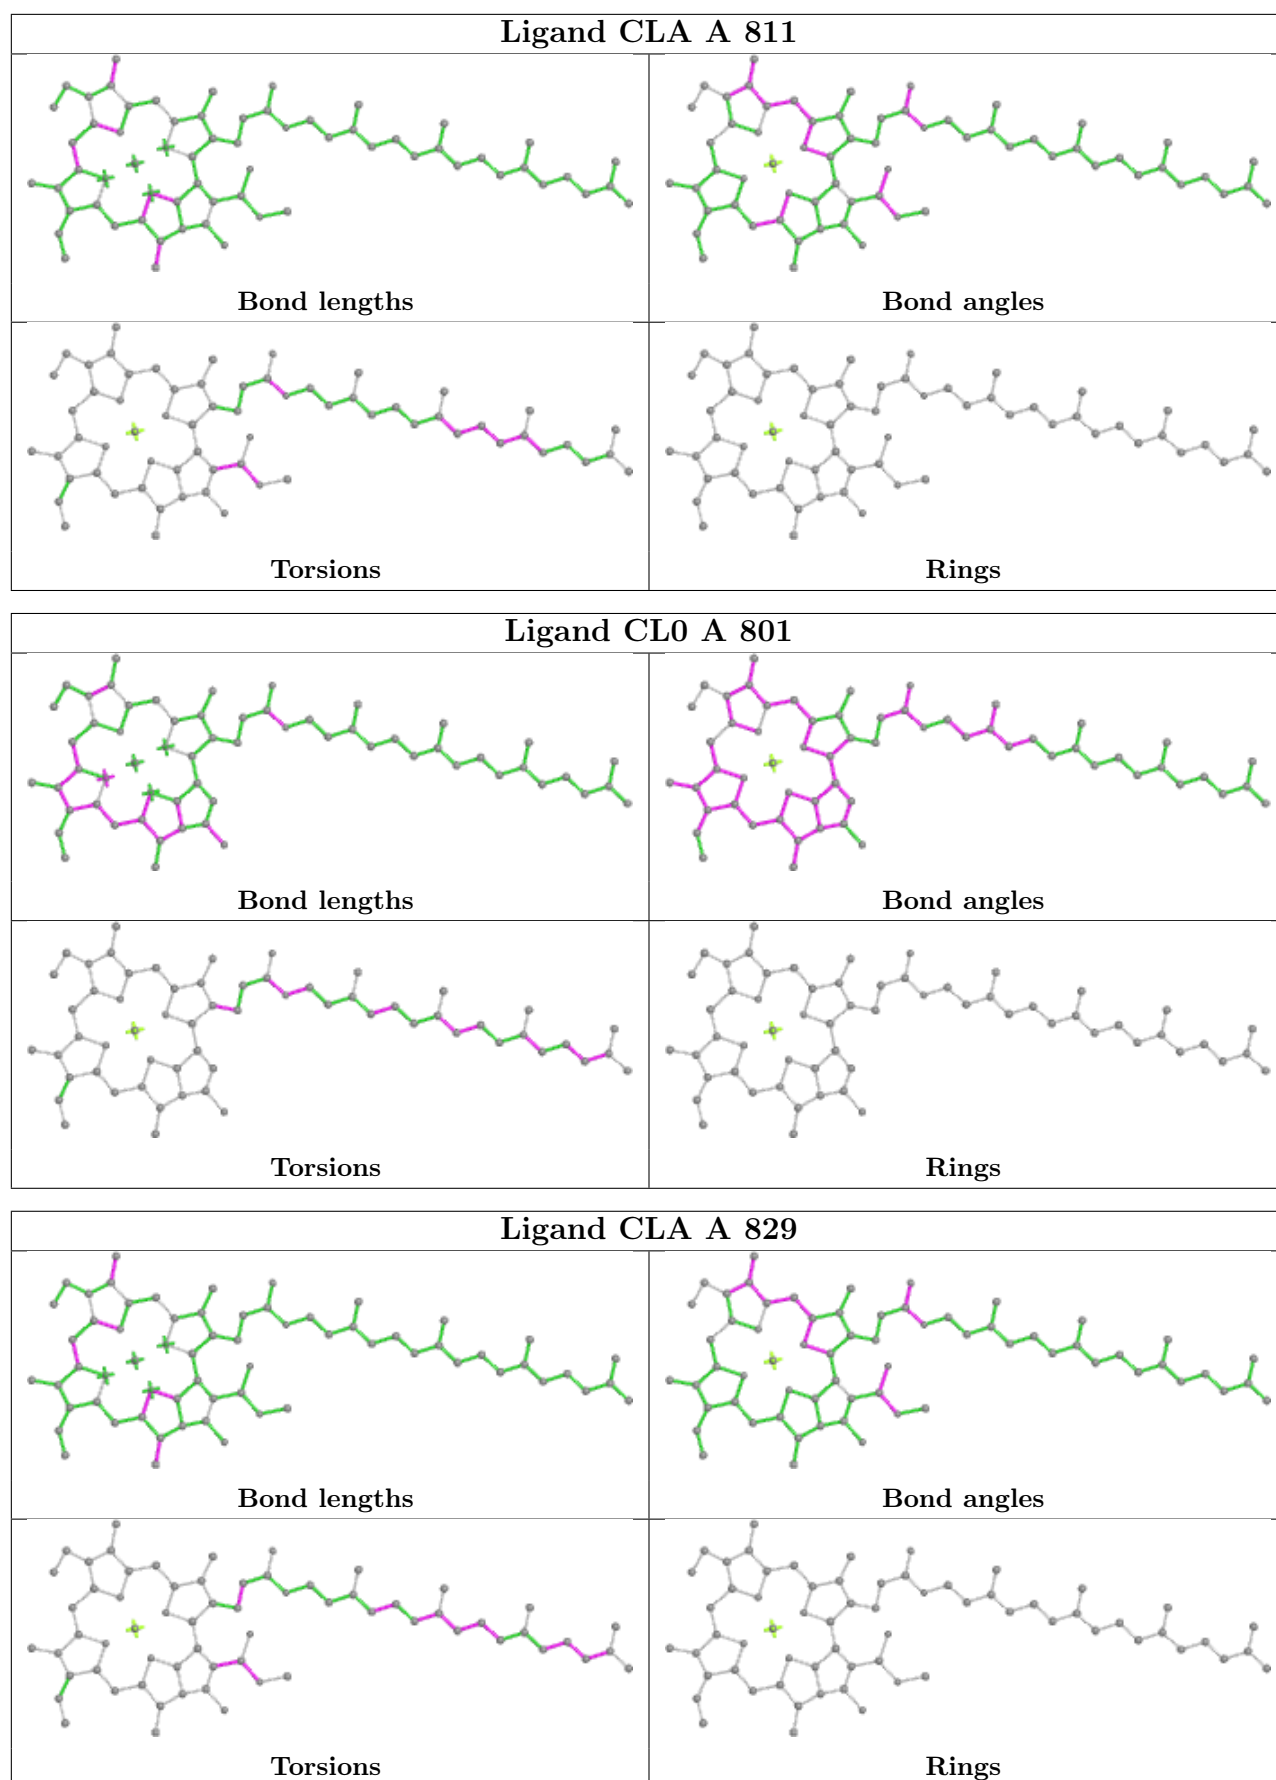 Ligand CLA A 811
Bond lengths
Bond angles
Torsions
Rings
Ligand CL0 A 801
Bond lengths
Bond angles
Torsions
Rings
Ligand CLA A 829
Bond lengths
Bond angles
Torsions
Rings